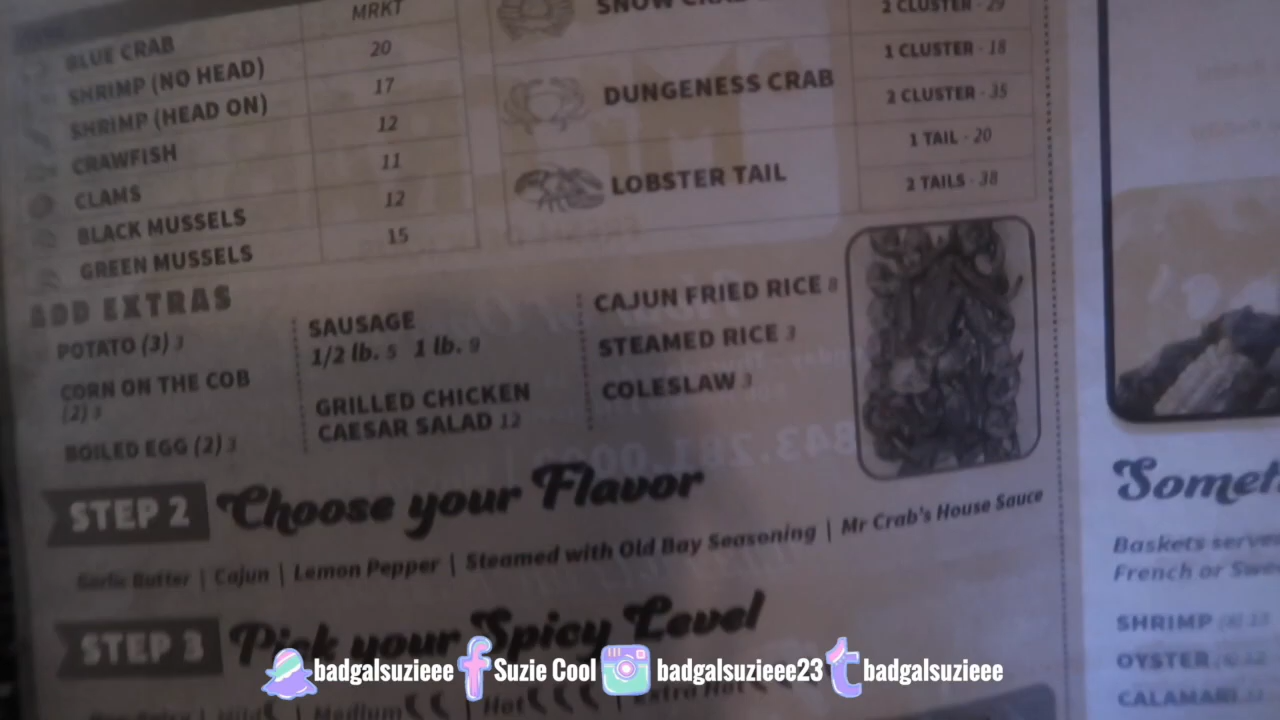 MRKT
BLUE CRAB 20
SHRIMP (NO HEAD) 17
SHRIMP (HEAD ON) 12
CRAWFISH 11
CLAMS 12
BLACK MUSSELS 15
GREEN MUSSELS
SNOW CRAB
2 CLUSTER - 29
DUNGENESS CRAB
1 CLUSTER - 18
2 CLUSTER - 35
LOBSTER TAIL
1 TAIL - 20
2 TAILS - 38
ADD EXTRAS
POTATO (3) 3
CORN ON THE COB
(2) 3
BOILED EGG (2) 3
SAUSAGE
1/2 lb. 5 1 lb. 9
GRILLED CHICKEN
CAESAR SALAD 12
CAJUN FRIED RICE 8
STEAMED RICE 3
COLESLAW 3
STEP 2 Choose your Flavor
Garlic Butter | Cajun | Lemon Pepper | Steamed with Old Bay Seasoning | Mr Crab's House Sauce
STEP 3 Pick your Spicy Level
Mild | Medium | Hot | Extra Hot
Baskets
French or
SHRIMP
OYSTER
CALAMARI
badgalsuzieee Suzie Cool badgalsuzieee23 badgalsuzieee